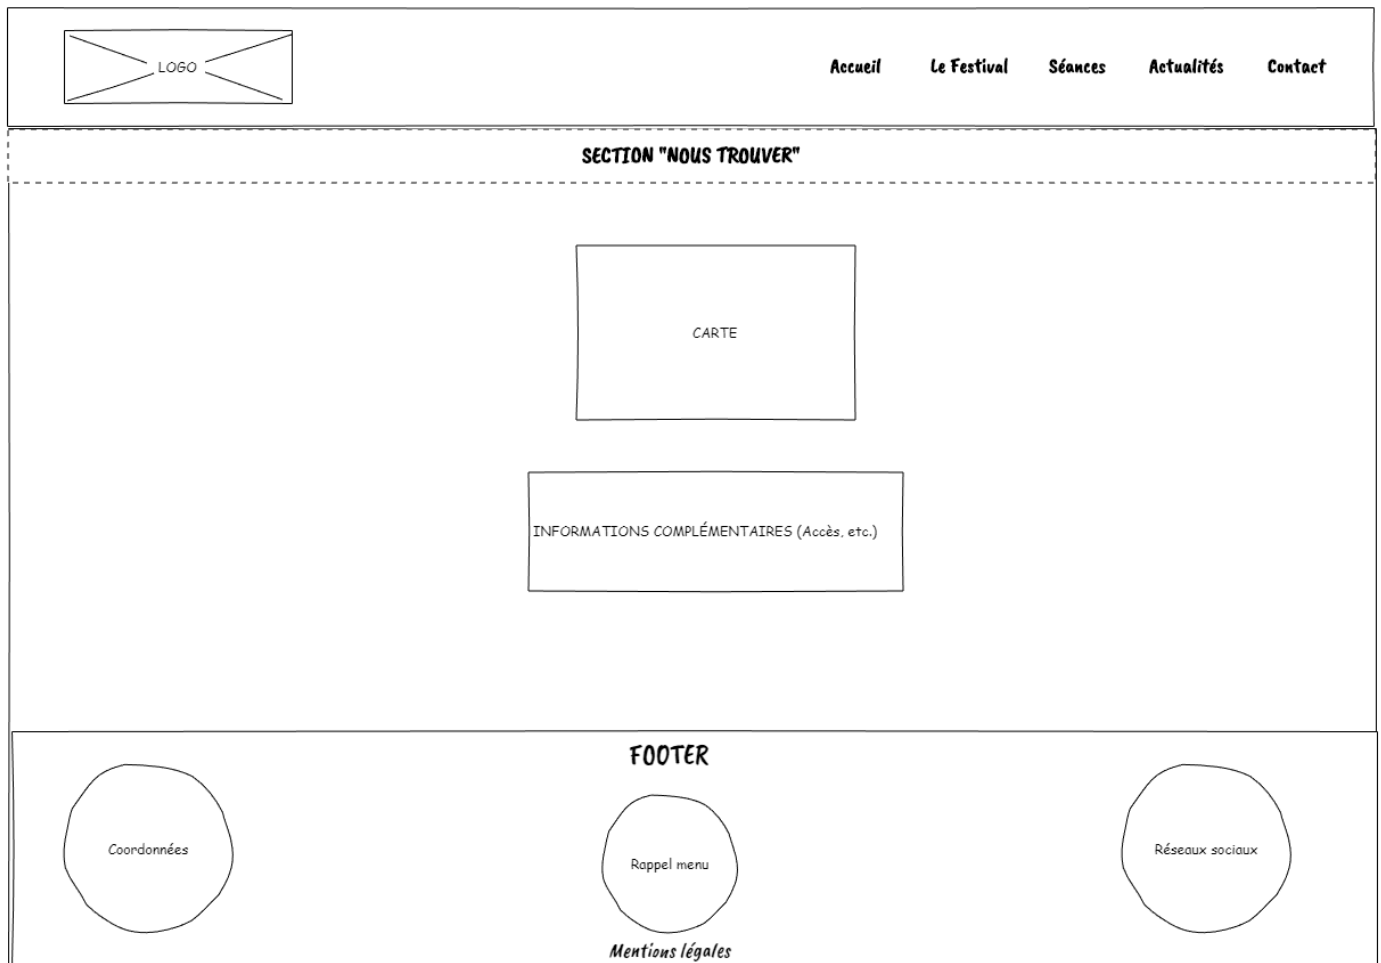 LOGO
Accueil
Le Festival
Séances
Actualités
Contact
SECTION "NOUS TROUVER"
CARTE
INFORMATIONS COMPLÉMENTAIRES (Accès, etc.)
FOOTER
Coordonnées
Rappel menu
Réseaux sociaux
Mentions légales